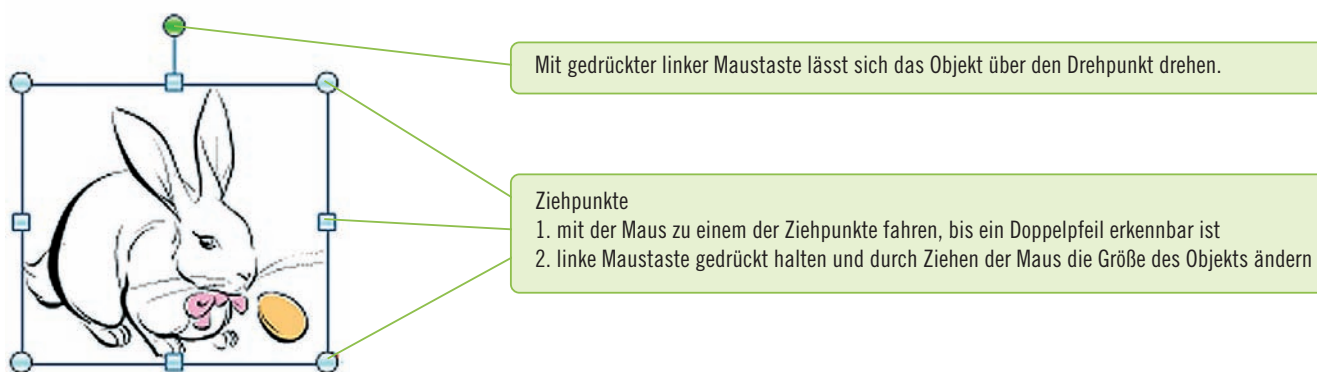 Mit gedrückter linker Maustaste lässt sich das Objekt über den Drehpunkt drehen.
Ziehpunkte
1. mit der Maus zu einem der Ziehpunkte fahren, bis ein Doppelpfeil erkennbar ist
2. linke Maustaste gedrückt halten und durch Ziehen der Maus die Größe des Objekts ändern